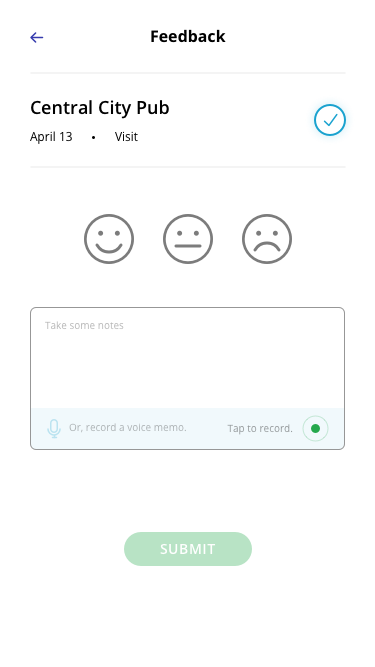 Feedback
Central City Pub
April 13 • Visit
Take some notes
Or, record a voice memo. Tap to record.
SUBMIT